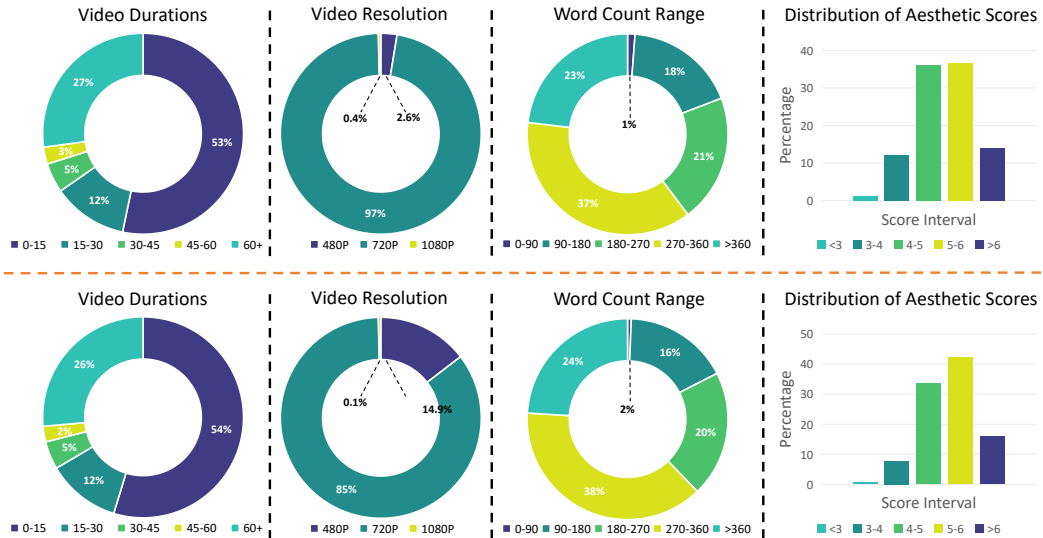 Video Durations
Video Resolution
Word Count Range
Distribution of Aesthetic Scores
27%
53%
3%
5%
12%
0-15 15-30 30-45 45-60 60+
0.4%
2.6%
97%
480P 720P 1080P
23%
18%
1%
21%
37%
0-90 90-180 180-270 270-360 >360
Percentage
40
30
20
10
0
Score Interval
<3 3-4 4-5 5-6 >6
Video Durations
Video Resolution
Word Count Range
Distribution of Aesthetic Scores
26%
54%
2%
5%
12%
0-15 15-30 30-45 45-60 60+
0.1%
14.9%
85%
480P 720P 1080P
24%
16%
2%
20%
38%
0-90 90-180 180-270 270-360 >360
Percentage
50
40
30
20
10
0
Score Interval
<3 3-4 4-5 5-6 >6